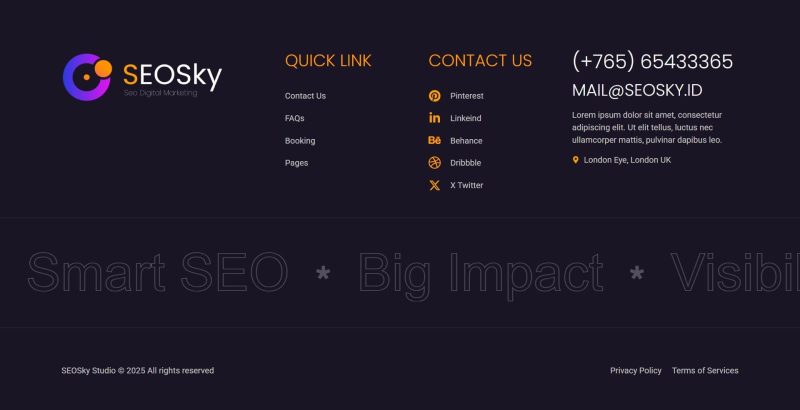 SEOSky
Seo Digital Marketing
QUICK LINK
Contact Us
FAQs
Booking
Pages
CONTACT US
Pinterest
Linkeind
Behance
Dribbble
X Twitter
(+765) 65433365
MAIL@SEOSKY.ID
Lorem ipsum dolor sit amet, consectetur
adipiscing elit. Ut elit tellus, luctus nec
ullamcorper mattis, pulvinar dapibus leo.
London Eye, London UK
Smart SEO * Big Impact * Visibil
SEOSky Studio © 2025 All rights reserved
Privacy Policy Terms of Services